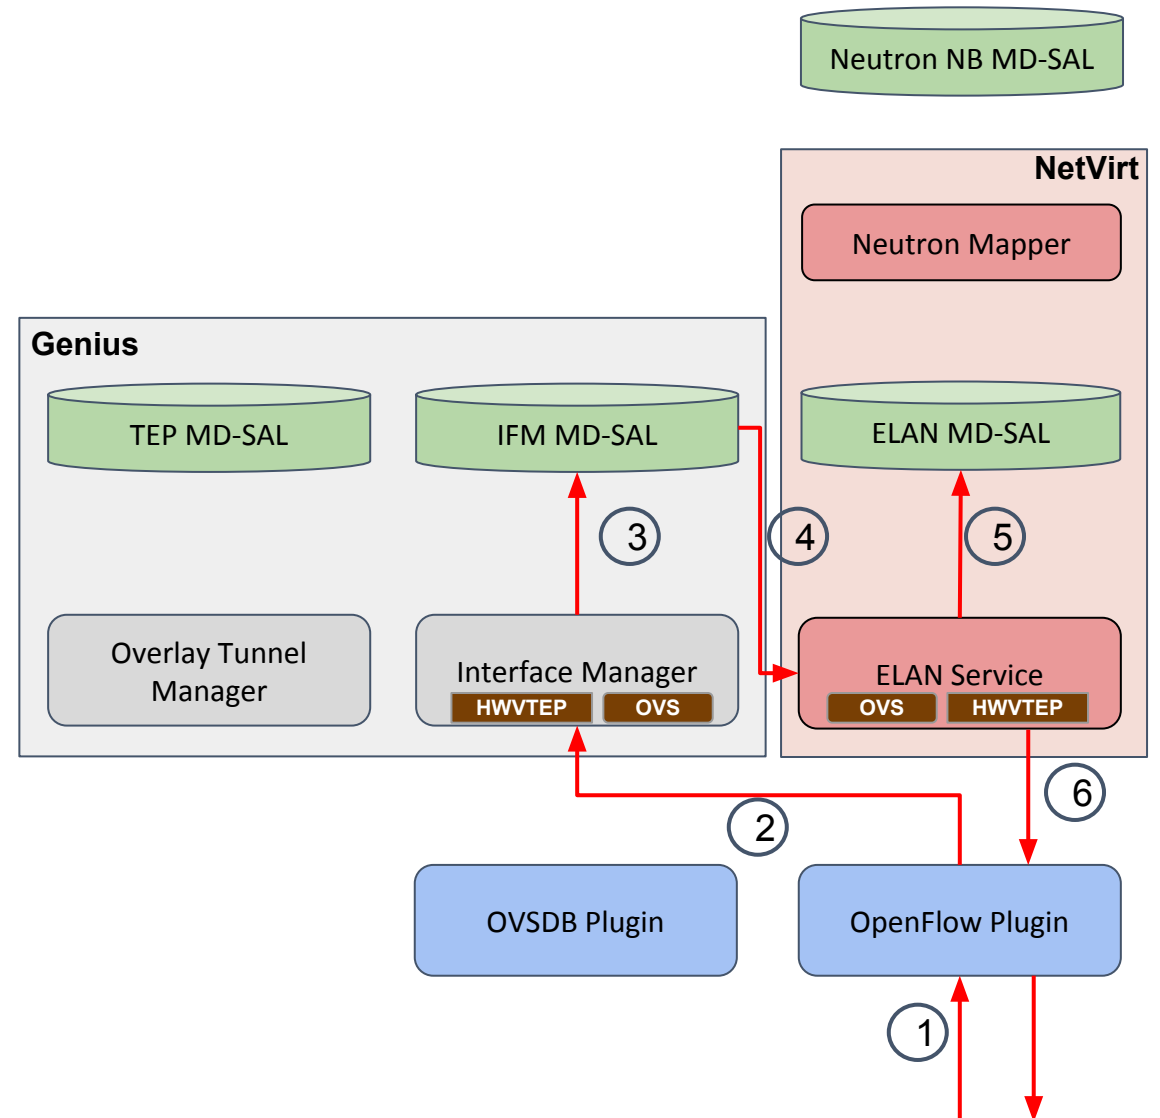 Neutron NB MD-SAL
NetVirt
Neutron Mapper
Genius
TEP MD-SAL
IFM MD-SAL
ELAN MD-SAL
3
4
5
Overlay Tunnel
Manager
Interface Manager
HWVTEP
OVS
ELAN Service
OVS
HWVTEP
6
2
OVSDB Plugin
OpenFlow Plugin
1